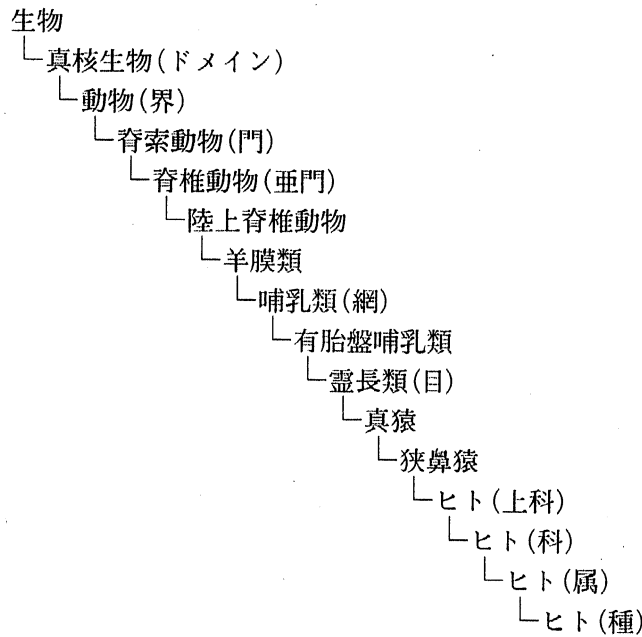 生物
真核生物(ドメイン)
動物(界)
脊索動物(門)
脊椎動物(亜門)
陸上脊椎動物
羊膜類
哺乳類(網)
有胎盤哺乳類
霊長類(目)
真猿
狭鼻猿
ヒト(上科)
ヒト(科)
ヒト(属)
ヒト(種)